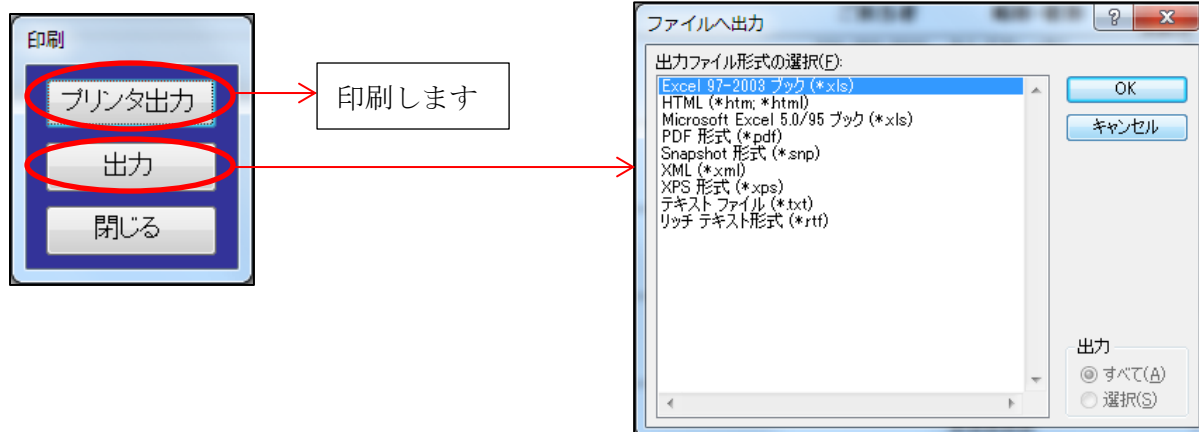 印刷
プリンタ出力
出力
閉じる
印刷します
ファイルへ出力
出力ファイル形式の選択(F):
Excel 97-2003 ブック (*.xls)
HTML (*.htm; *.html)
Microsoft Excel 5.0/95 ブック (*.xls)
PDF 形式 (*.pdf)
Snapshot 形式 (*.snp)
XML (*.xml)
XPS 形式 (*.xps)
テキスト ファイル (*.txt)
リッチ テキスト形式 (*.rtf)
OK
キャンセル
出力
すべて(A)
選択(S)